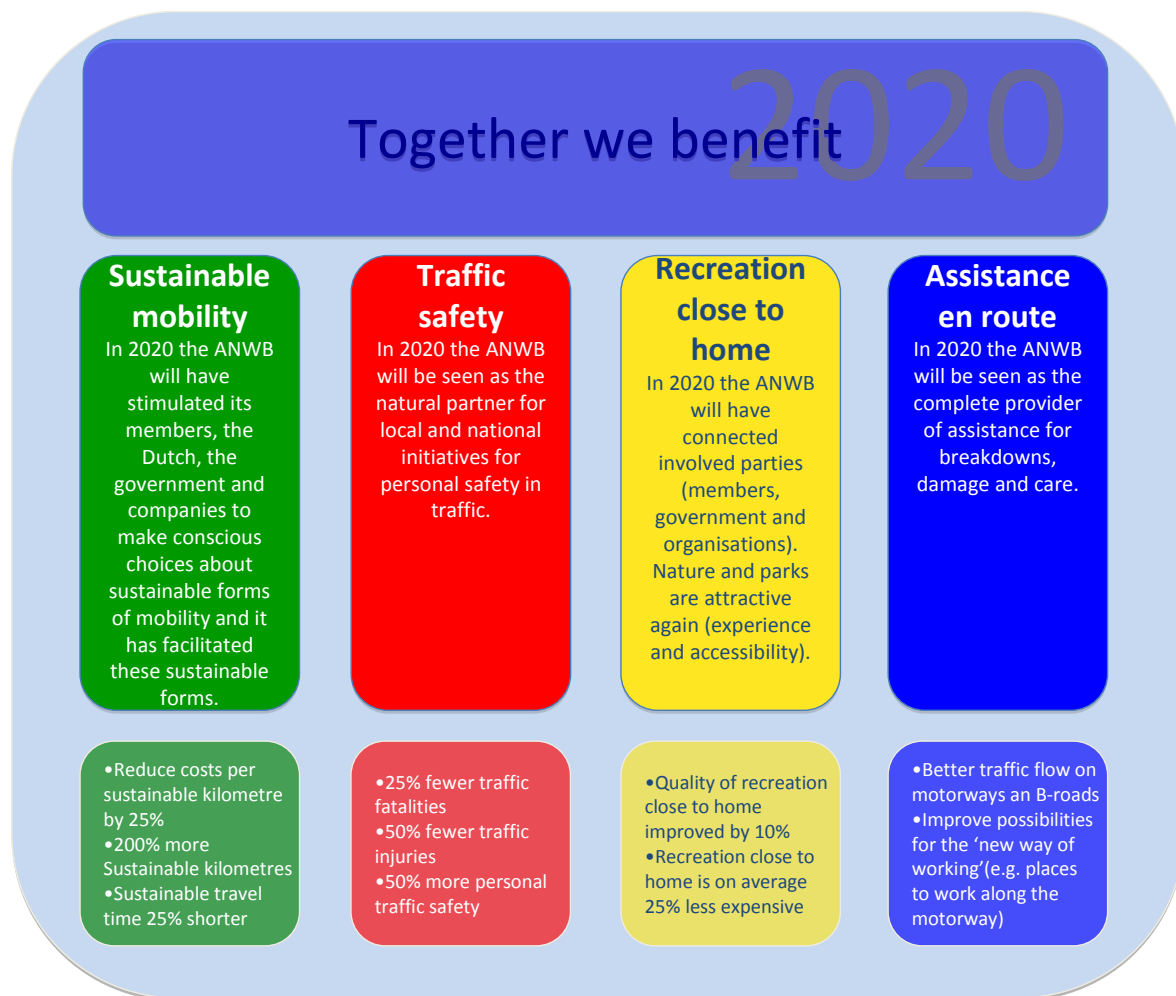 2020
Together we benefit
Sustainable
mobility
In 2020 the ANWB
will have
stimulated its
members, the
Dutch, the
government and
companies to
make conscious
choices about
sustainable forms
of mobility and it
has facilitated
these sustainable
forms.
Traffic
safety
In 2020 the ANWB
will be seen as the
natural partner for
local and national
initiatives for
personal safety in
traffic.
Recreation
close to
home
In 2020 the ANWB
will have
connected
involved parties
(members,
government and
organisations).
Nature and parks
are attractive
again (experience
and accessibility).
Assistance
en route
In 2020 the ANWB
will be seen as the
complete provider
of assistance for
breakdowns,
damage and care.
•Reduce costs per
sustainable kilometre
by 25%
•200% more
Sustainable kilometres
•Sustainable travel
time 25% shorter
•25% fewer traffic
fatalities
•50% fewer traffic
injuries
•50% more personal
traffic safety
•Quality of recreation
close to home
improved by 10%
•Recreation close to
home is on average
25% less expensive
•Better traffic flow on
motorways an B-roads
•Improve possibilities
for the ‘new way of
working’(e.g. places
to work along the
motorway)